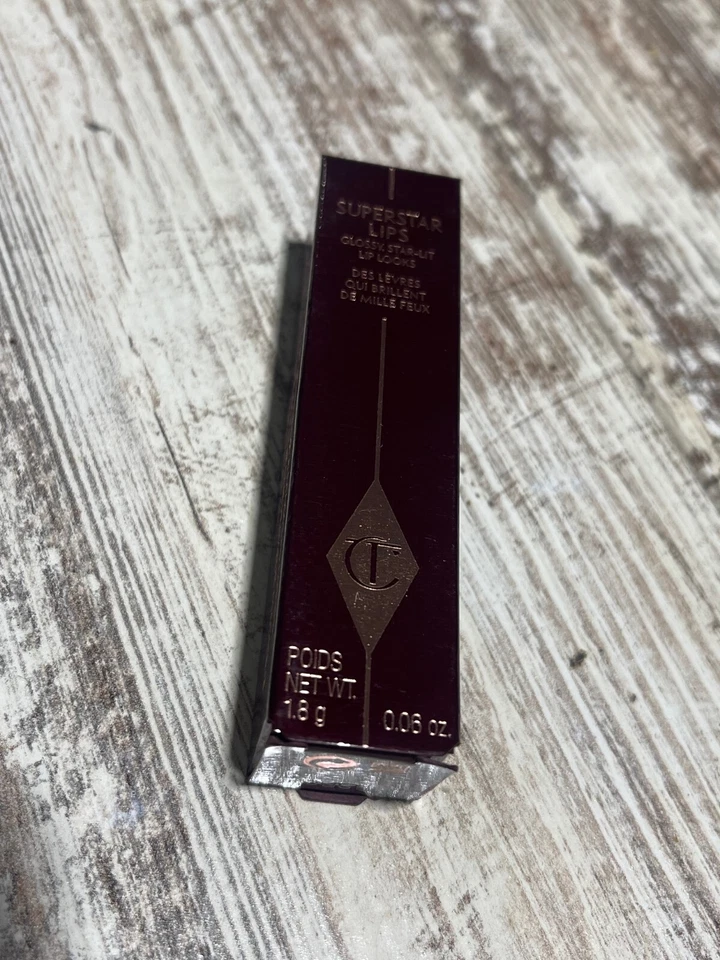 SUPERSTAR
LIPS
GLOSSY, STAR-LIT
LIP LOOKS
DES LÈVRES
QUI BRILLENT
DE MILLE FEUX
CT
POIDS
NET WT.
1.8 g 0.06 oz.